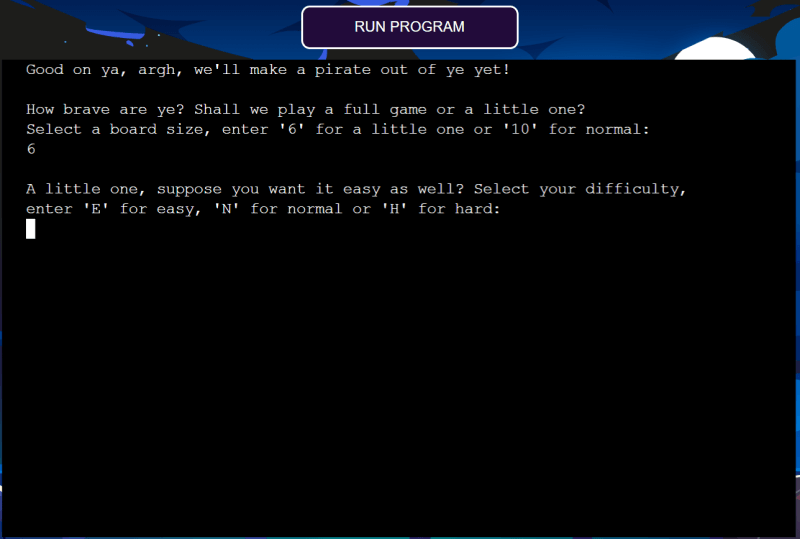 RUN PROGRAM
Good on ya, argh, we'll make a pirate out of ye yet!
How brave are ye? Shall we play a full game or a little one?
Select a board size, enter '6' for a little one or '10' for normal:
6
A little one, suppose you want it easy as well? Select your difficulty,
enter 'E' for easy, 'N' for normal or 'H' for hard: